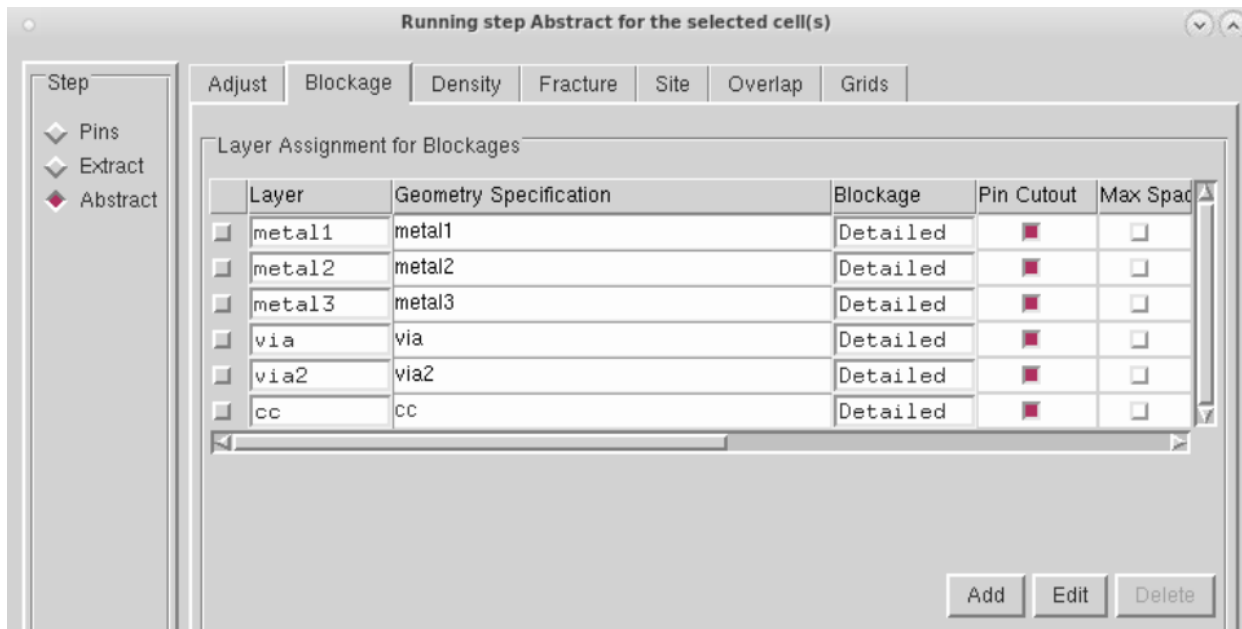 Running step Abstract for the selected cell(s)
Step
Pins
Extract
Abstract
Adjust Blockage Density Fracture Site Overlap Grids
Layer Assignment for Blockages
Layer Geometry Specification Blockage Pin Cutout Max Spac
metal1 metal1 Detailed
metal2 metal2 Detailed
metal3 metal3 Detailed
via via Detailed
via2 via2 Detailed
cc cc Detailed
Add Edit Delete